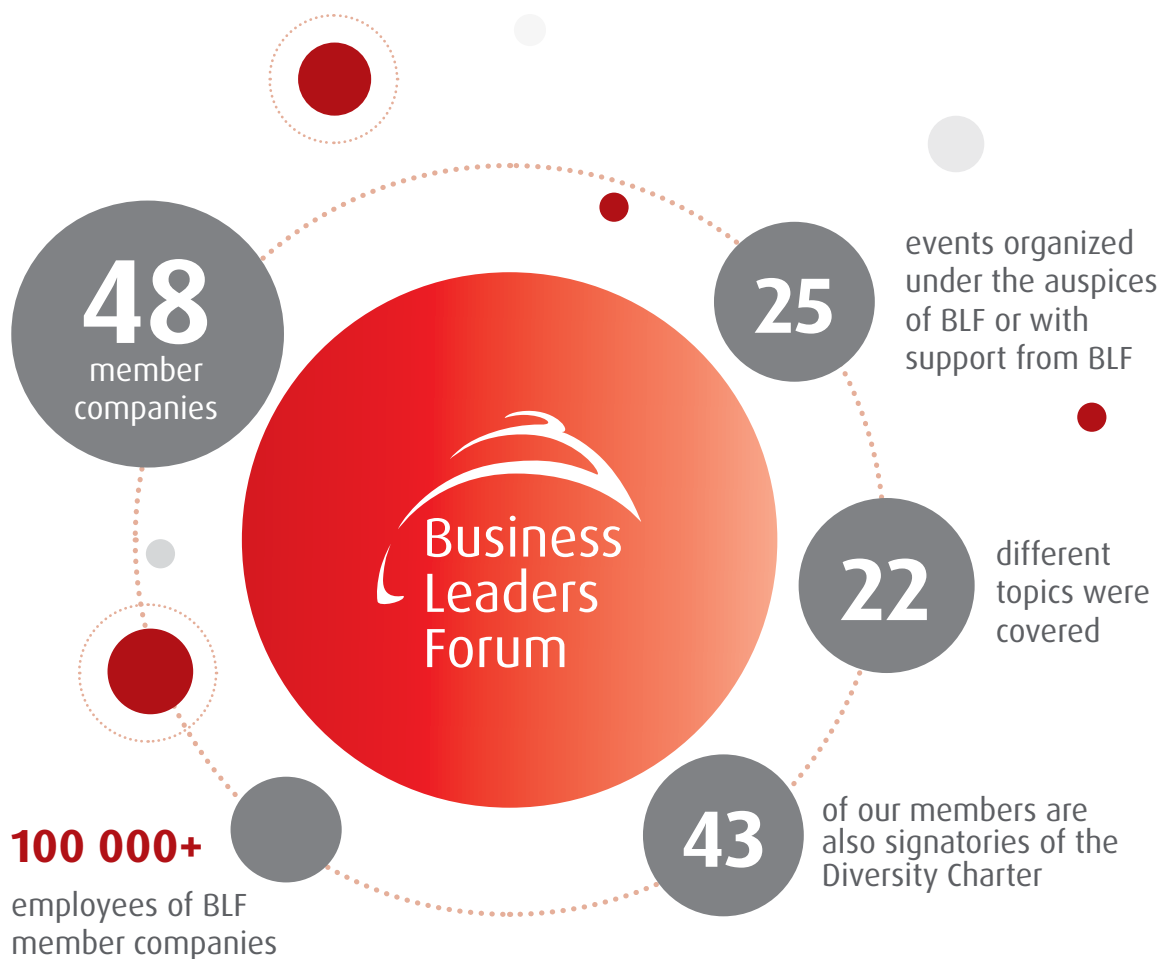 48
member
companies
25
events organized
under the auspices
of BLF or with
support from BLF
Business
Leaders
Forum
22
different
topics were
covered
43
of our members are
also signatories of the
Diversity Charter
100 000+
employees of BLF
member companies